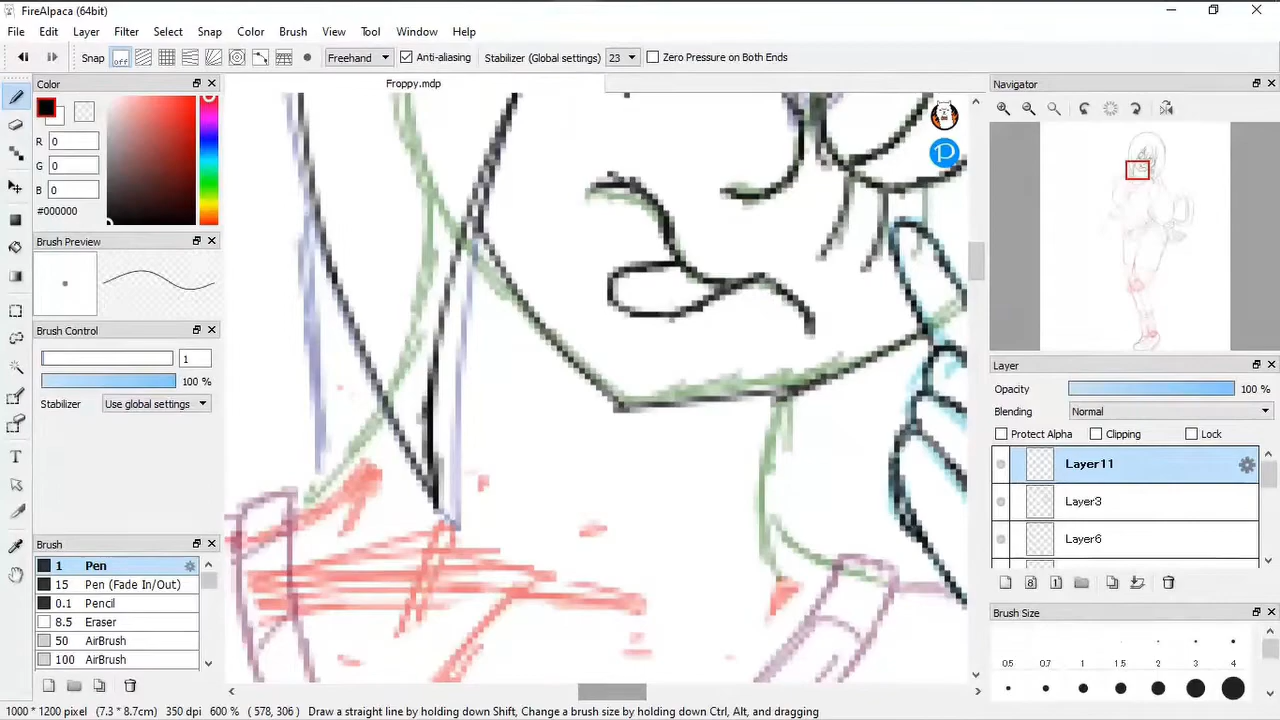 FireAlpaca (64bit)
File Edit Layer Filter Select Snap Color Brush View Tool Window Help
Snap off Freehand Anti-aliasing Stabilizer (Global settings) 23 Zero Pressure on Both Ends
Color
R 0
G 0
B 0
#000000
Brush Preview
Brush Control
1
100 %
Stabilizer Use global settings
Brush
1 Pen
15 Pen (Fade In/Out)
0.1 Pencil
8.5 Eraser
50 AirBrush
100 AirBrush
Froppy.mdp
Navigator
Layer
Opacity 100 %
Blending Normal
Protect Alpha Clipping Lock
Layer11
Layer3
Layer6
Brush Size
0.5 0.7 1 1.5 2 3 4
1000 * 1200 pixel (7.3 * 8.7cm) 350 dpi 600 % ( 578, 306 ) Draw a straight line by holding down Shift, Change a brush size by holding down Ctrl, Alt, and dragging